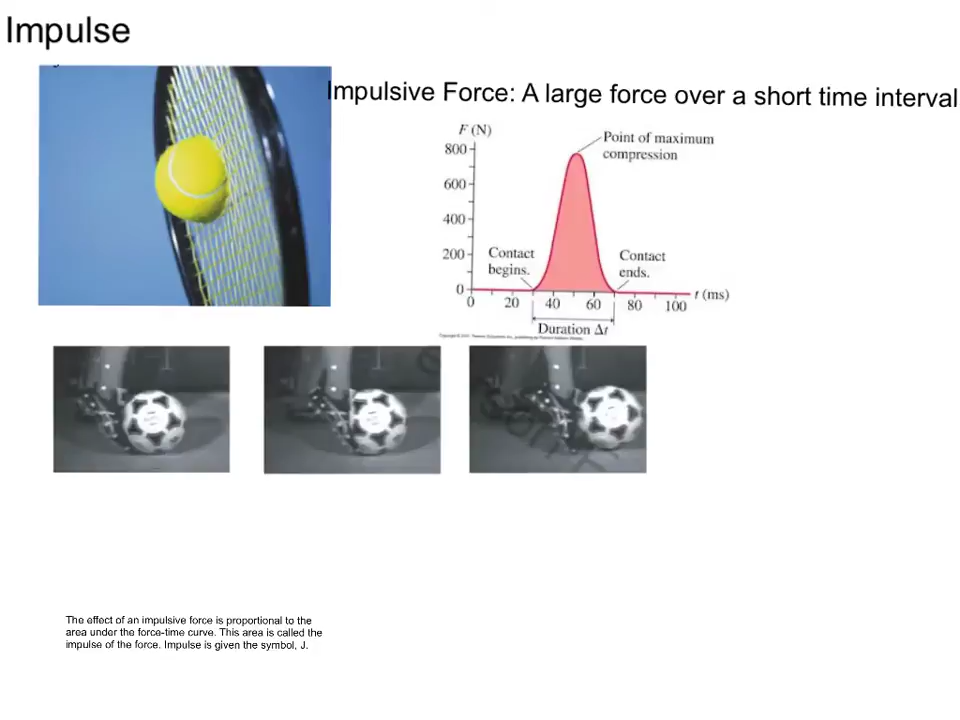 Impulse
Impulsive Force: A large force over a short time interval
F (N)
Point of maximum
compression
800
600
400
200
0
Contact
begins.
Contact
ends.
0 20 40 60 80 100
t (ms)
Duration Δt
The effect of an impulsive force is proportional to the
area under the force-time curve. This area is called the
impulse of the force. Impulse is given the symbol, J.